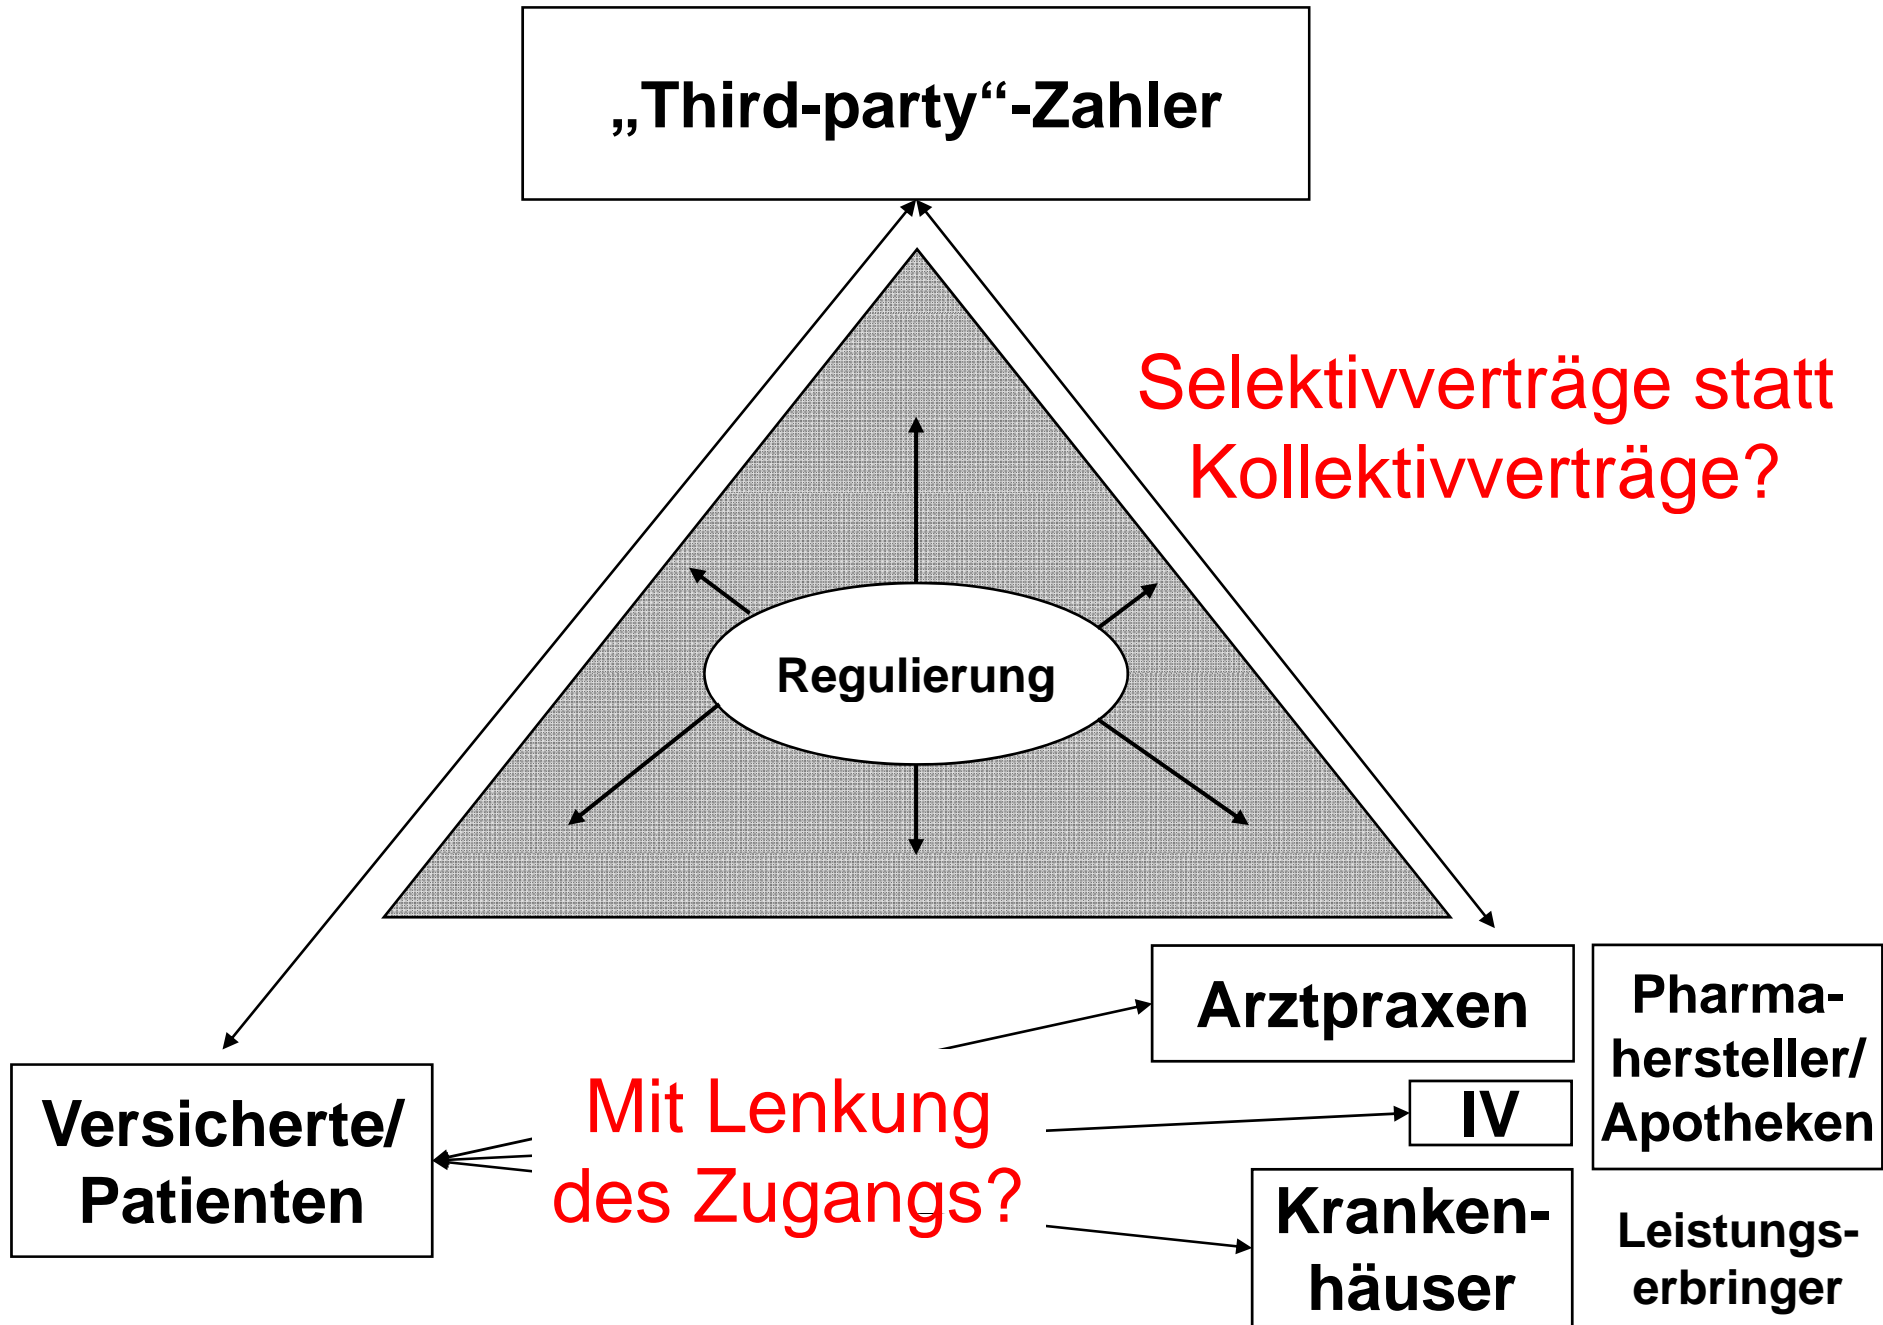 „Third-party“-Zahler
Selektivverträge statt
Kollektivverträge?
Regulierung
Versicherte/
Patienten
Mit Lenkung
des Zugangs?
Arztpraxen
IV
Kranken-
häuser
Pharma-
hersteller/
Apotheken
Leistungs-
erbringer